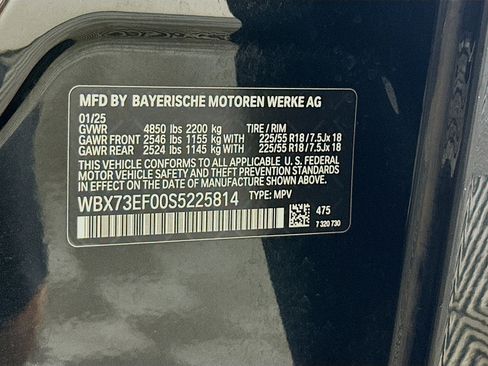 MFD BY BAYERISCHE MOTOREN WERKE AG
01/25
GVWR 4850 lbs 2200 kg TIRE / RIM
GAWR FRONT 2546 lbs 1155 kg WITH 225/55 R18 / 7.5Jx 18
GAWR REAR 2524 lbs 1145 kg WITH 225/55 R18 / 7.5Jx 18
THIS VEHICLE CONFORMS TO ALL APPLICABLE U. S. FEDERAL
MOTOR VEHICLE SAFETY AND THEFT PREVENTION STANDARDS
IN EFFECT ON THE DATE OF MANUFACTURE SHOWN ABOVE.
WBX73EF00S5225814 TYPE: MPV
475
7 320 730